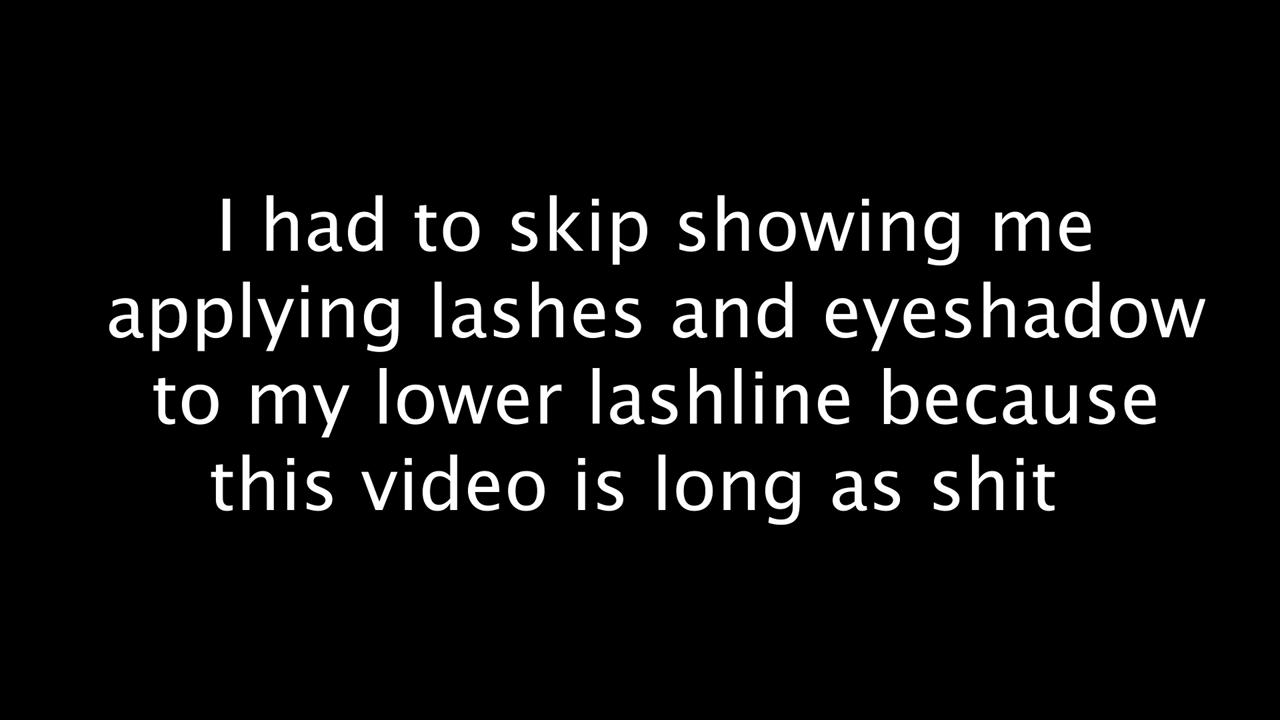 I had to skip showing me
applying lashes and eyeshadow
to my lower lashline because
this video is long as shit